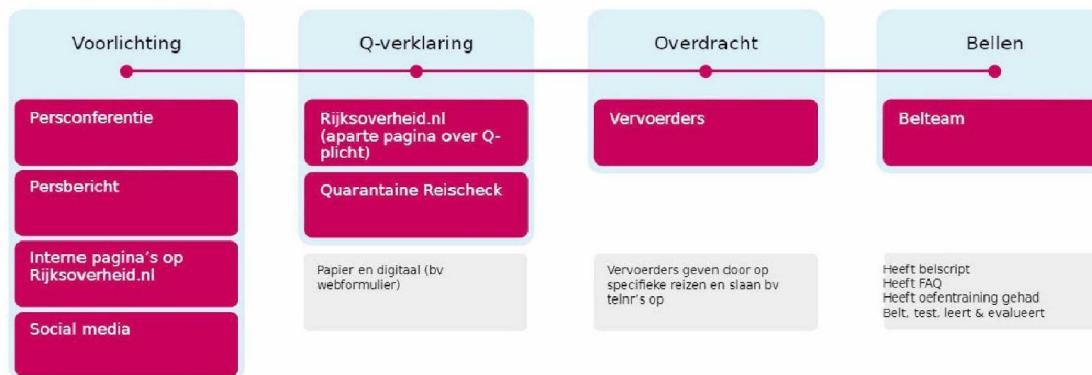 Voorlichting
Persconferentie
Persbericht
Interne pagina's op
Rijksoverheid.nl
Social media
Q-verklaring
Rijksoverheid.nl
(aparte pagina over Q-
plicht)
Quarantaine Reischeck
Papier en digitaal (bv
webformulier)
Overdracht
Vervoerders
Vervoerders geven door op
specifieke reizen en slaan bv
telnr's op
Bellen
Belteam
Heeft belscript
Heeft FAQ
Heeft oefentraining gehad
Belt, test, leert & evalueert